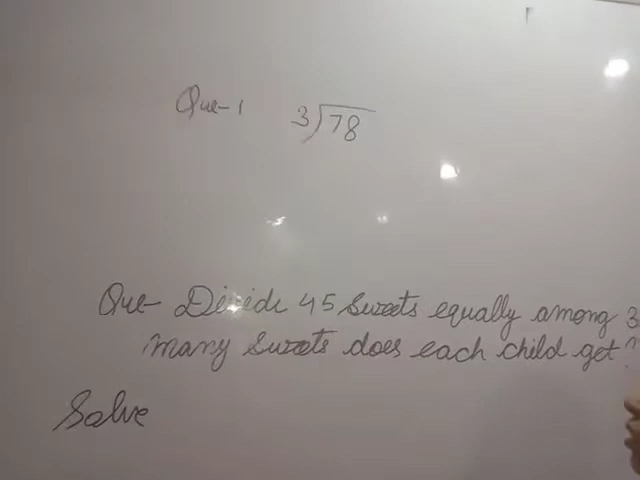 Que-1 3)78
Que- Divide 45 Sweets equally among 3
many Sweets does each child get?
Solve